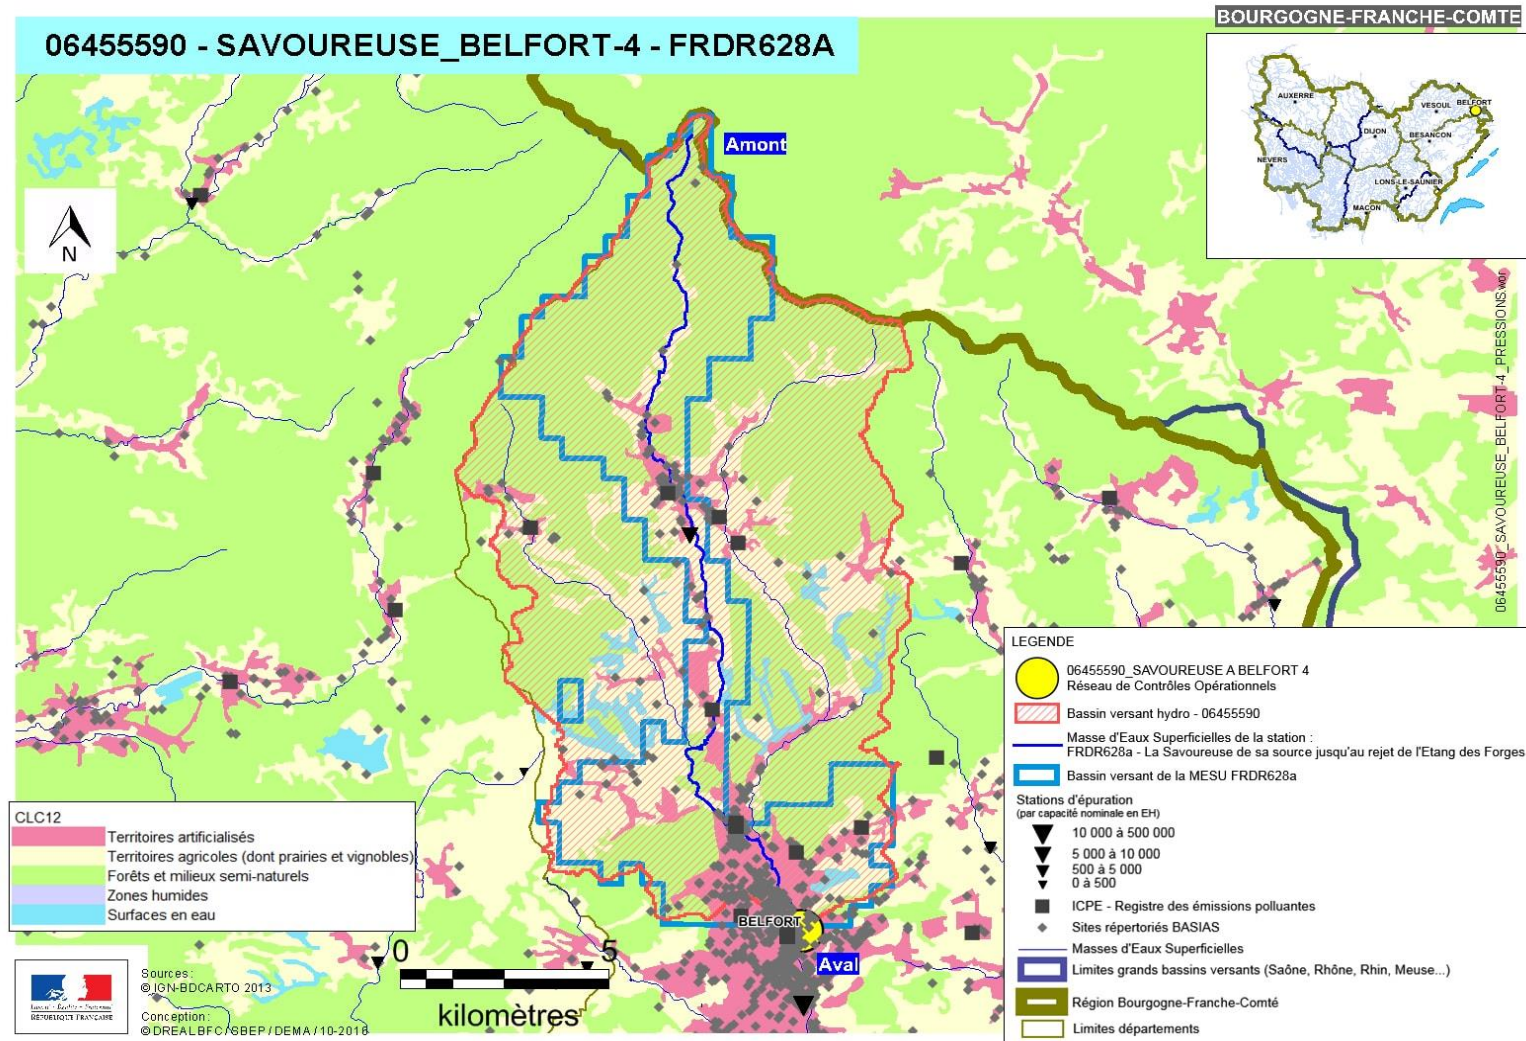 BOURGOGNE-FRANCHE-COMTE
06455590 - SAVOUREUSE_BELFORT-4 - FRDR628A
Amont
N
AUXERRE
VESOUL
BELFORT
DIJON
BESANCON
NEVERS
LONS-LE-SAUNIER
MACON
06455590_SAVOUREUSE_BELFORT-4_PRESSIONS.wor
LEGENDE
06455590_SAVOUREUSE A BELFORT 4
Réseau de Contrôles Opérationnels
Bassin versant hydro - 06455590
Masse d'Eaux Superficielles de la station :
FRDR628a - La Savoureuse de sa source jusqu'au rejet de l'Etang des Forges
Bassin versant de la MESU FRDR628a
Stations d'épuration
(par capacité nominale en EH)
10 000 à 500 000
5 000 à 10 000
500 à 5 000
0 à 500
ICPE - Registre des émissions polluantes
Sites répertoriés BASIAS
Masses d'Eaux Superficielles
Limites grands bassins versants (Saône, Rhône, Rhin, Meuse...)
Région Bourgogne-Franche-Comté
Limites départements
CLC12
Territoires artificialisés
Territoires agricoles (dont prairies et vignobles)
Forêts et milieux semi-naturels
Zones humides
Surfaces en eau
BELFORT
Aval
0 5
kilomètres
Liberté • Égalité • Fraternité
RÉPUBLIQUE FRANÇAISE
Sources :
© IGN-BDCARTO 2013
Conception :
© DREAL BFC / SBEP / DEMA / 10-2016